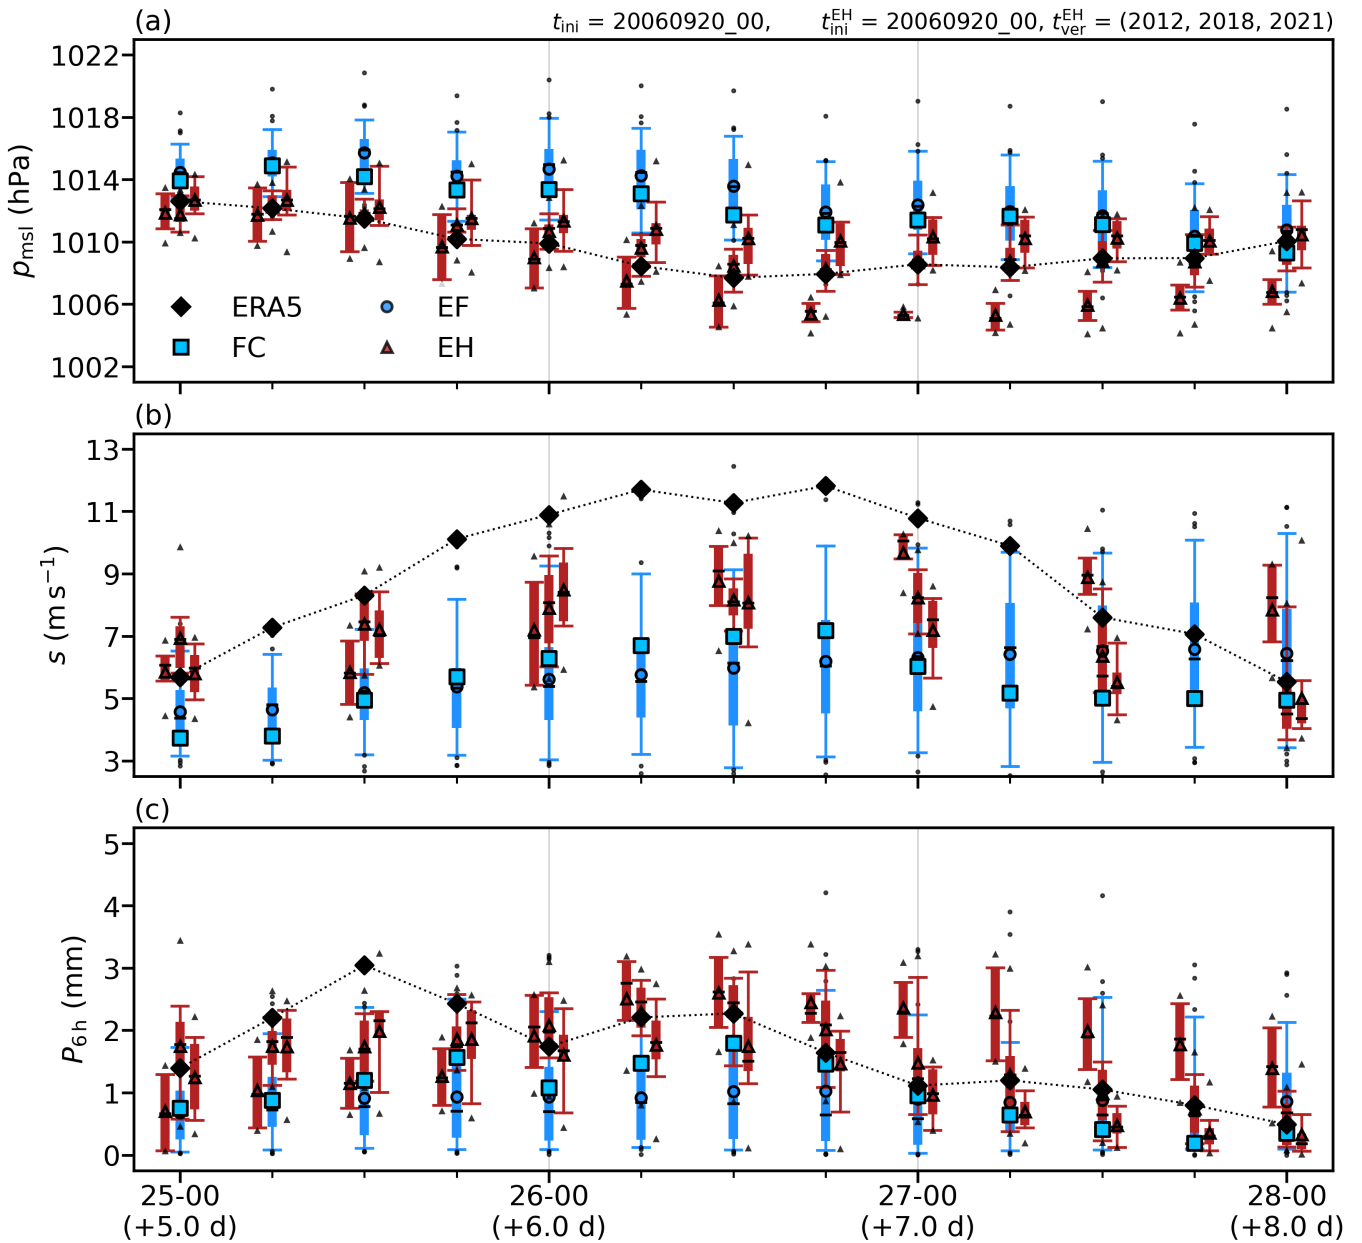 (a)
t_ini = 20060920_00, t_ini^EH = 20060920_00, t_ver^EH = (2012, 2018, 2021)
p_msl (hPa)
1022
1018
1014
1010
1006
1002
ERA5
EF
FC
EH
(b)
s (m s⁻¹)
13
11
9
7
5
3
(c)
P_6h (mm)
5
4
3
2
1
0
25-00 26-00 27-00 28-00
(+5.0 d) (+6.0 d) (+7.0 d) (+8.0 d)